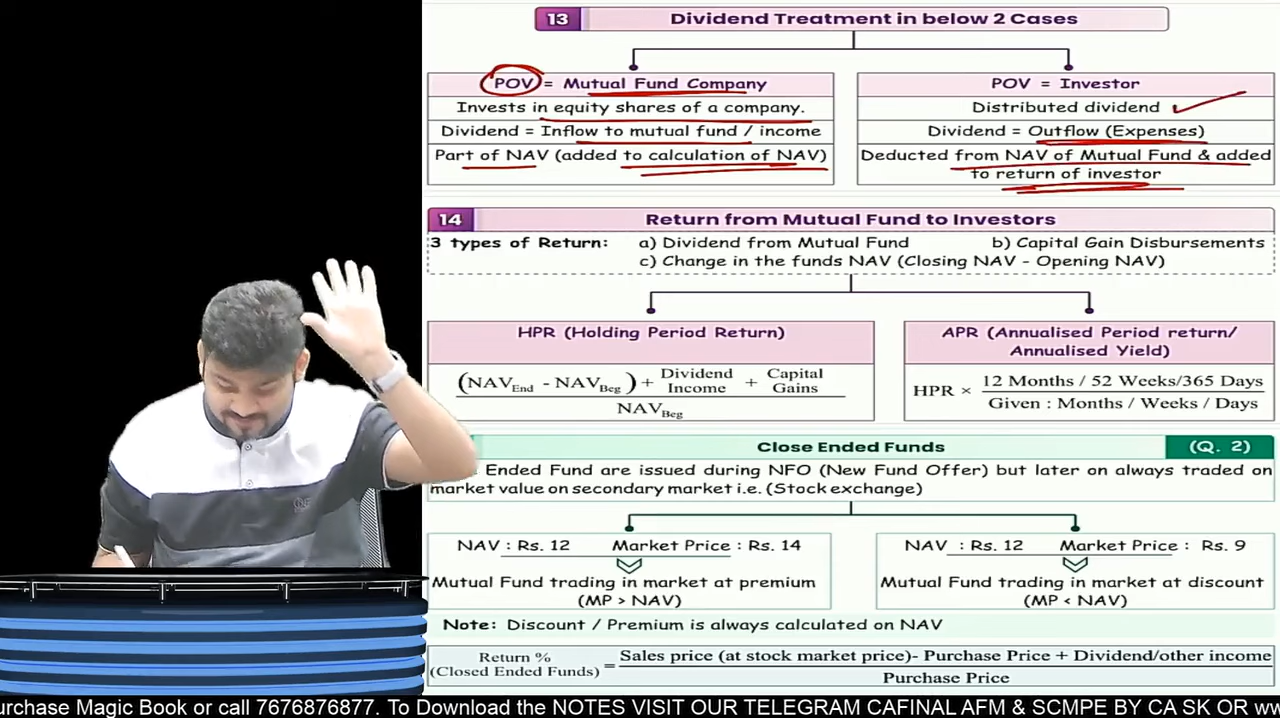 13 Dividend Treatment in below 2 Cases
POV = Mutual Fund Company
Invests in equity shares of a company.
Dividend = Inflow to mutual fund / income
Part of NAV (added to calculation of NAV)
POV = Investor
Distributed dividend
Dividend = Outflow (Expenses)
Deducted from NAV of Mutual Fund & added
to return of investor
14 Return from Mutual Fund to Investors
3 types of Return: a) Dividend from Mutual Fund b) Capital Gain Disbursements
c) Change in the funds NAV (Closing NAV - Opening NAV)
HPR (Holding Period Return)
(NAVEnd - NAVBeg) + Dividend Income + Capital Gains
NAVBeg
APR (Annualised Period return/
Annualised Yield)
HPR × 12 Months / 52 Weeks/365 Days
Given : Months / Weeks / Days
Close Ended Funds (Q. 2)
Ended Fund are issued during NFO (New Fund Offer) but later on always traded on
market value on secondary market i.e. (Stock exchange)
NAV : Rs. 12 Market Price : Rs. 14
Mutual Fund trading in market at premium
(MP > NAV)
NAV : Rs. 12 Market Price : Rs. 9
Mutual Fund trading in market at discount
(MP < NAV)
Note: Discount / Premium is always calculated on NAV
Return %
(Closed Ended Funds) = Sales price (at stock market price)- Purchase Price + Dividend/other income
Purchase Price
urchase Magic Book or call 7676876877. To Download the NOTES VISIT OUR TELEGRAM CAFINAL AFM & SCMPE BY CA SK OR ww